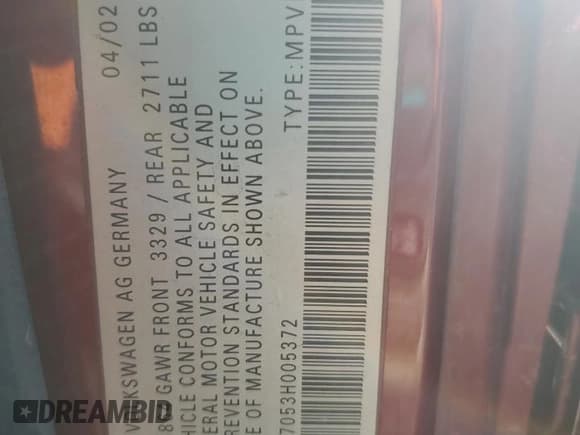 VOLKSWAGEN AG GERMANY 04/02
GAWR FRONT 3329 / REAR 2711 LBS
HICLE CONFORMS TO ALL APPLICABLE
ERAL MOTOR VEHICLE SAFETY AND
REVENTION STANDARDS IN EFFECT ON
E OF MANUFACTURE SHOWN ABOVE.
7053H005372 TYPE: MPV
DREAMBID